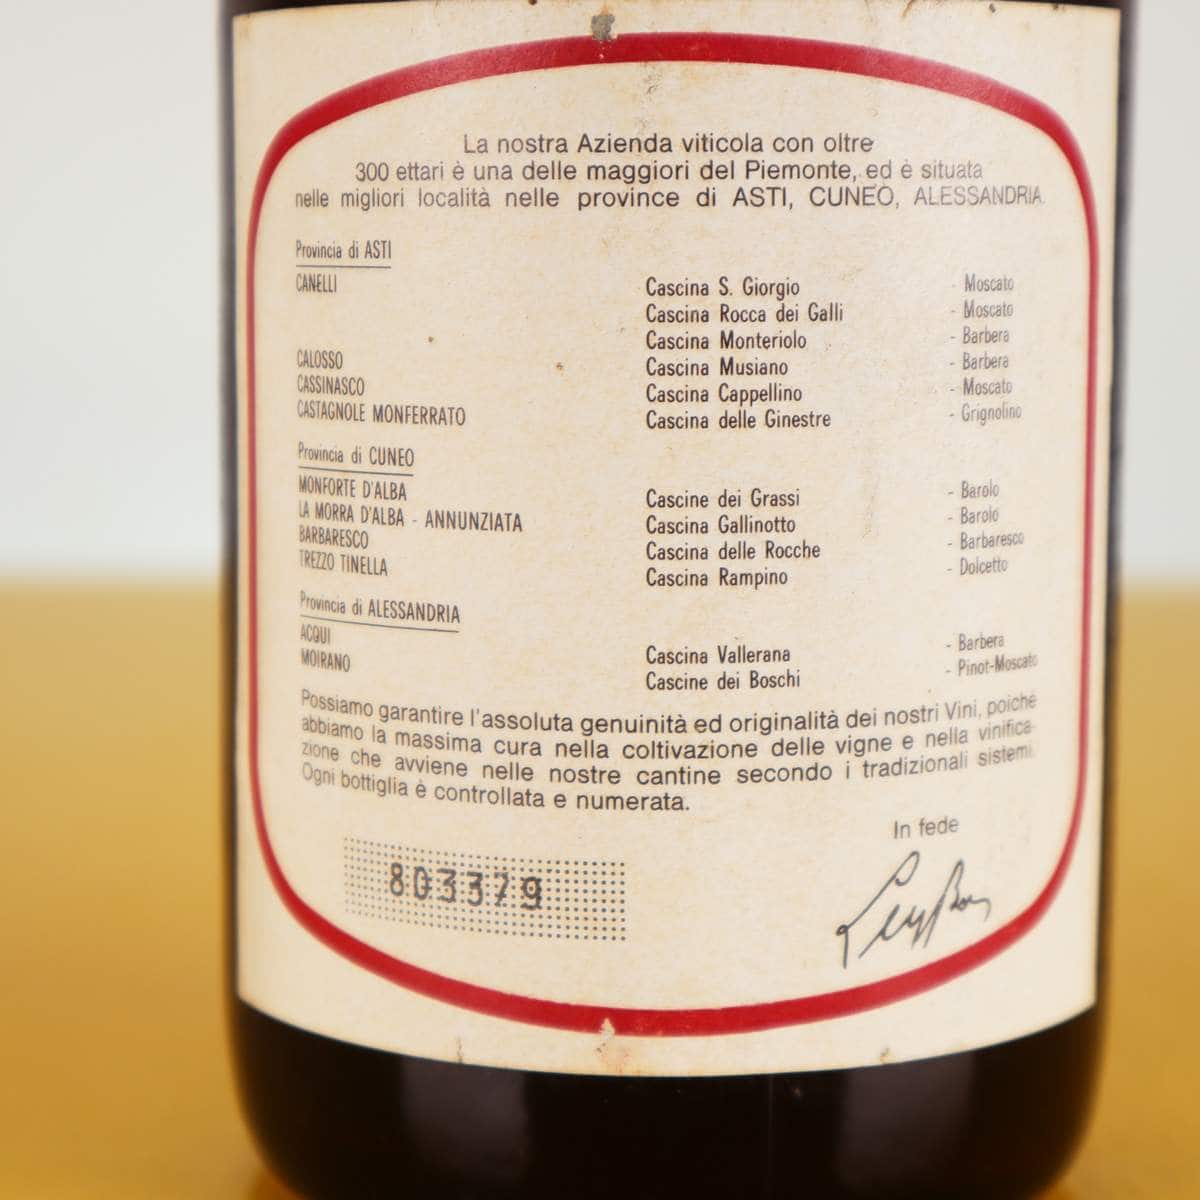 La nostra Azienda viticola con oltre
300 ettari è una delle maggiori del Piemonte, ed è situata
nelle migliori località nelle province di ASTI, CUNEO, ALESSANDRIA.
Provincia di ASTI
CANELLI Cascina S. Giorgio - Moscato
Cascina Rocca dei Galli - Moscato
Cascina Monteriolo - Barbera
CALOSSO Cascina Musiano - Barbera
CASSINASCO Cascina Cappellino - Moscato
CASTAGNOLE MONFERRATO Cascina delle Ginestre - Grignolino
Provincia di CUNEO
MONFORTE D'ALBA Cascine dei Grassi - Barolo
LA MORRA D'ALBA - ANNUNZIATA Cascina Gallinotto - Barolo
BARBARESCO Cascina delle Rocche - Barbaresco
TREZZO TINELLA Cascina Rampino - Dolcetto
Provincia di ALESSANDRIA
ACQUI Cascina Vallerana - Barbera
MOIRANO Cascine dei Boschi - Pinot-Moscato
Possiamo garantire l'assoluta genuinità ed originalità dei nostri Vini, poichè
abbiamo la massima cura nella coltivazione delle vigne e nella vinifica-
zione che avviene nelle nostre cantine secondo i tradizionali sistemi.
Ogni bottiglia è controllata e numerata.
In fede
803379